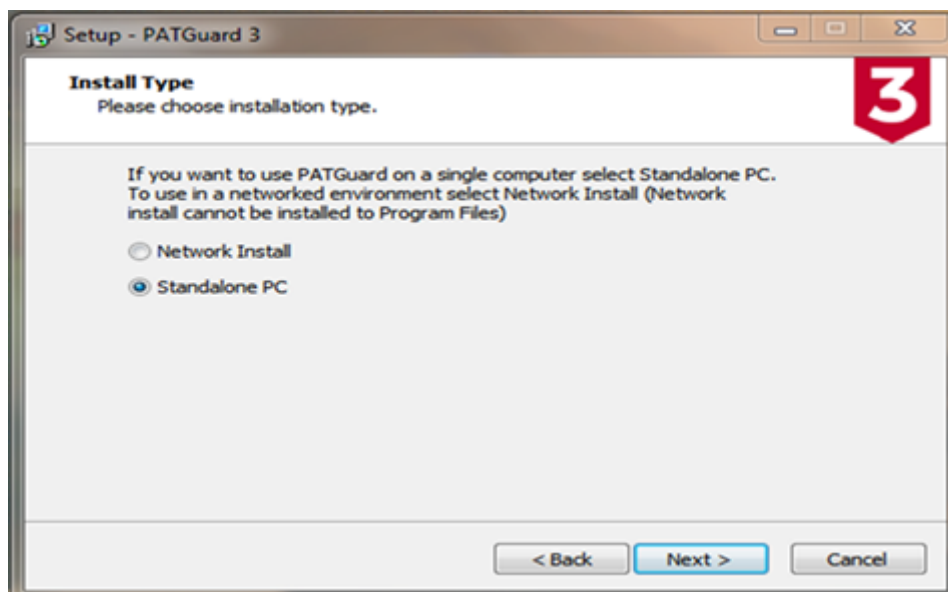 Setup - PATGuard 3
Install Type
Please choose installation type.
3
If you want to use PATGuard on a single computer select Standalone PC.
To use in a networked environment select Network Install (Network
install cannot be installed to Program Files)
Network Install
Standalone PC
< Back
Next >
Cancel